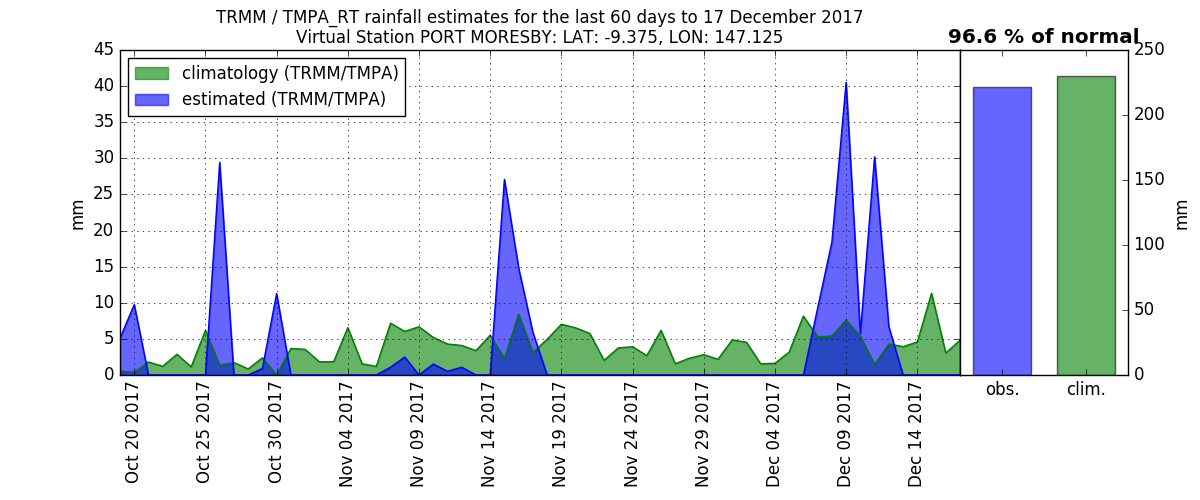 TRMM / TMPA_RT rainfall estimates for the last 60 days to 17 December 2017
Virtual Station PORT MORESBY: LAT: -9.375, LON: 147.125
96.6 % of normal
climatology (TRMM/TMPA)
estimated (TRMM/TMPA)
45
40
35
30
25
20
15
10
5
0
mm
Oct 20 2017
Oct 25 2017
Oct 30 2017
Nov 04 2017
Nov 09 2017
Nov 14 2017
Nov 19 2017
Nov 24 2017
Nov 29 2017
Dec 04 2017
Dec 09 2017
Dec 14 2017
obs.
clim.
250
200
150
100
50
0
mm